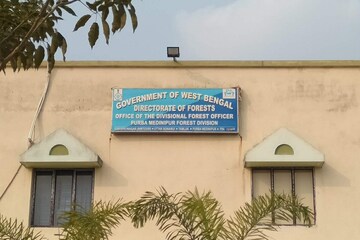 GOVERNMENT OF WEST BENGAL
DIRECTORATE OF FORESTS
OFFICE OF THE DIVISIONAL FOREST OFFICER
PURBA MEDINIPUR FOREST DIVISION